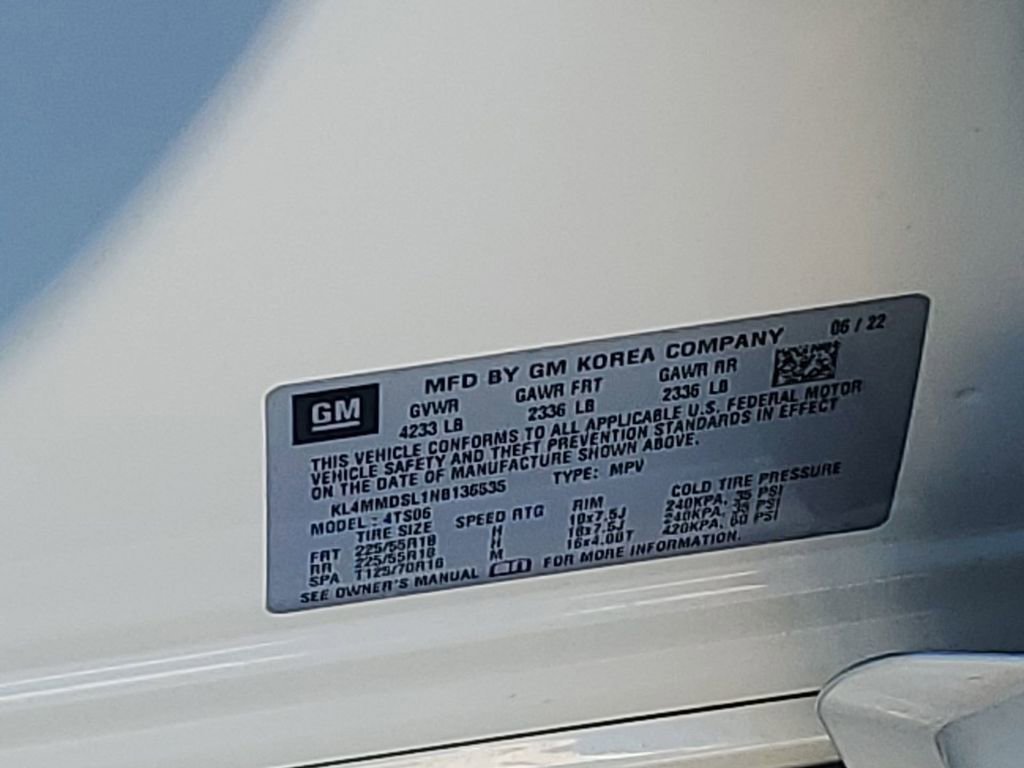 MFD BY GM KOREA COMPANY 06 / 22
GM
GVWR GAWR FRT GAWR RR
4233 LB 2336 LB 2336 LB
THIS VEHICLE CONFORMS TO ALL APPLICABLE U.S. FEDERAL MOTOR
VEHICLE SAFETY AND THEFT PREVENTION STANDARDS IN EFFECT
ON THE DATE OF MANUFACTURE SHOWN ABOVE.
KL4MMDSL1NB136535 TYPE: MPV
MODEL: 4TS06
TIRE SIZE SPEED RTG RIM COLD TIRE PRESSURE
FRT 225/55R18 H 18x7.5J 240KPA, 35 PSI
RR 225/55R18 H 18x7.5J 240KPA, 35 PSI
SPA T125/70R16 M 16x4.00T 420KPA, 60 PSI
SEE OWNER'S MANUAL FOR MORE INFORMATION.